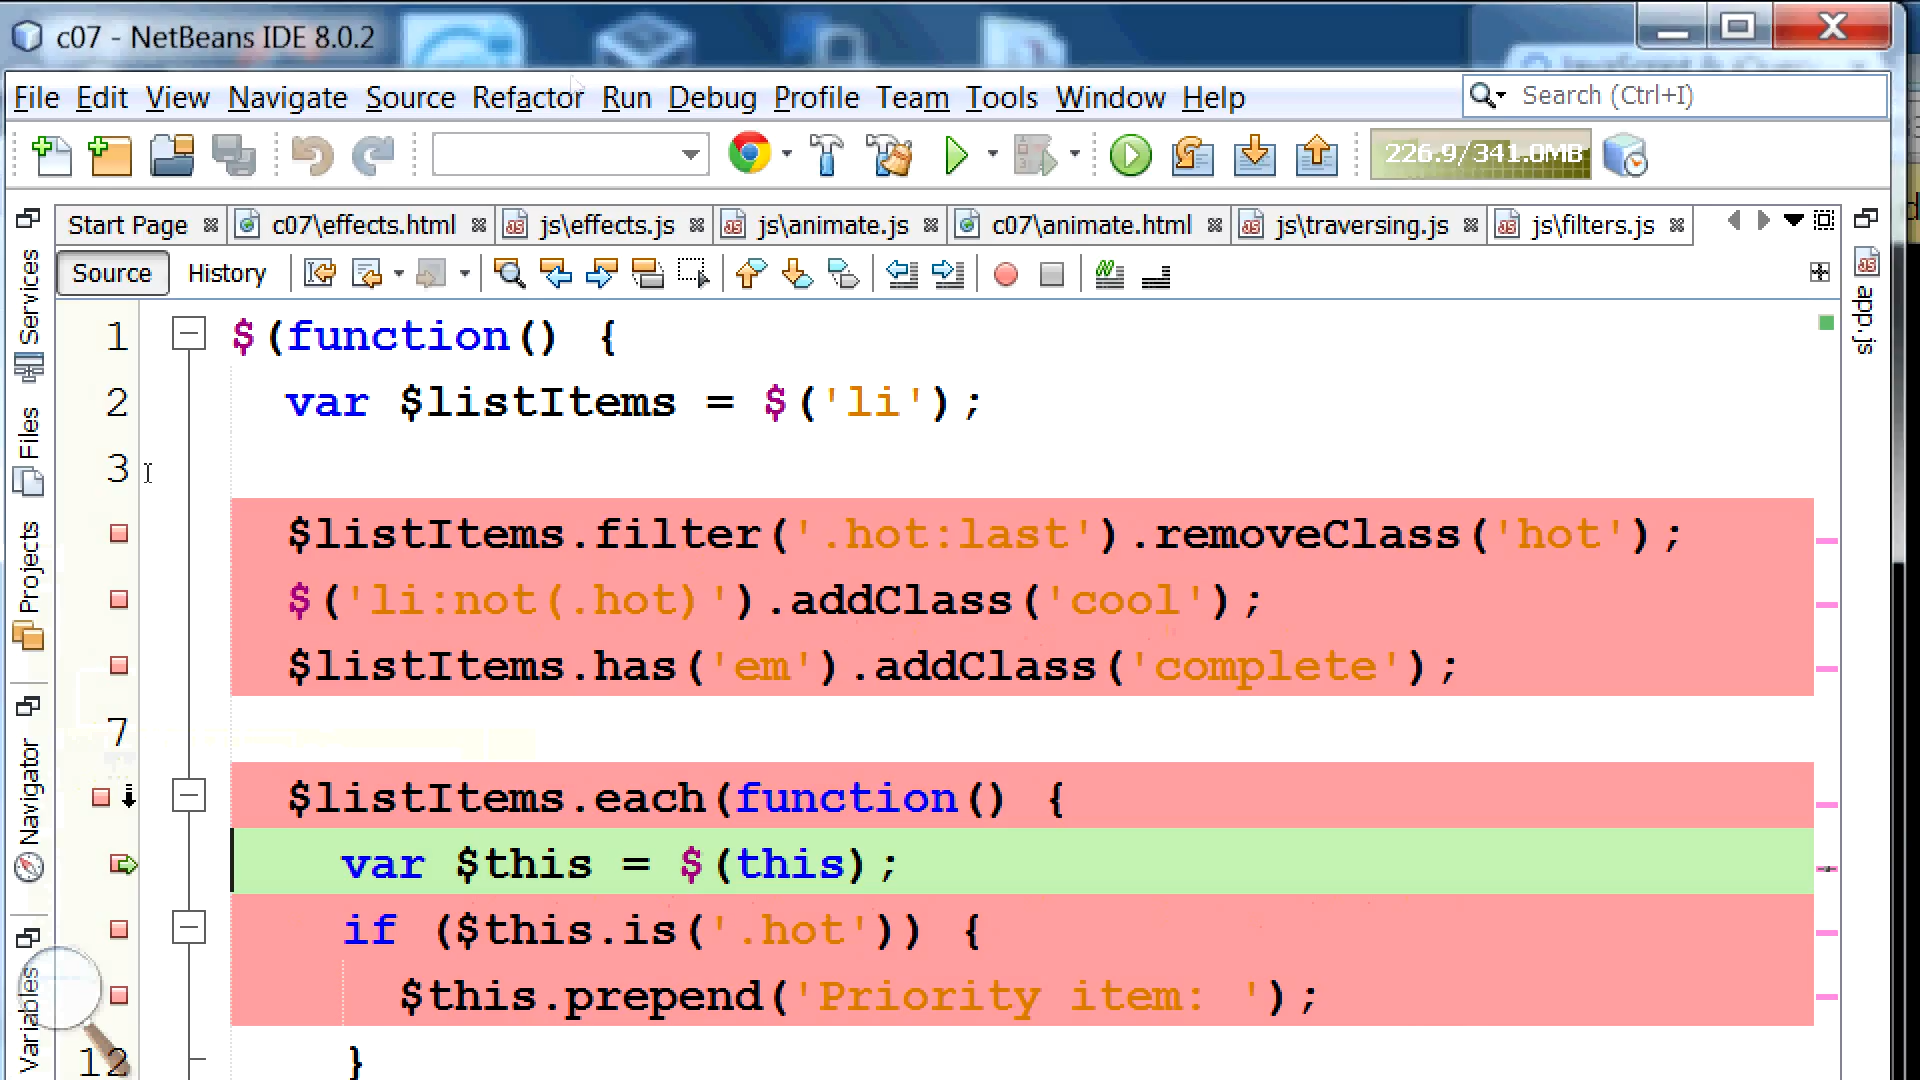 c07 - NetBeans IDE 8.0.2
File Edit View Navigate Source Refactor Run Debug Profile Team Tools Window Help
Search (Ctrl+I)
226.9/341.0MB
Start Page
c07\effects.html
js\effects.js
js\animate.js
c07\animate.html
js\traversing.js
js\filters.js
Source
History
Services
Files
Projects
Navigator
Variables
app.js
1 $(function() {
2 var $listItems = $('li');
3
$listItems.filter('.hot:last').removeClass('hot');
$('li:not(.hot)').addClass('cool');
$listItems.has('em').addClass('complete');
7
$listItems.each(function() {
var $this = $(this);
if ($this.is('.hot')) {
$this.prepend('Priority item: ');
12 }